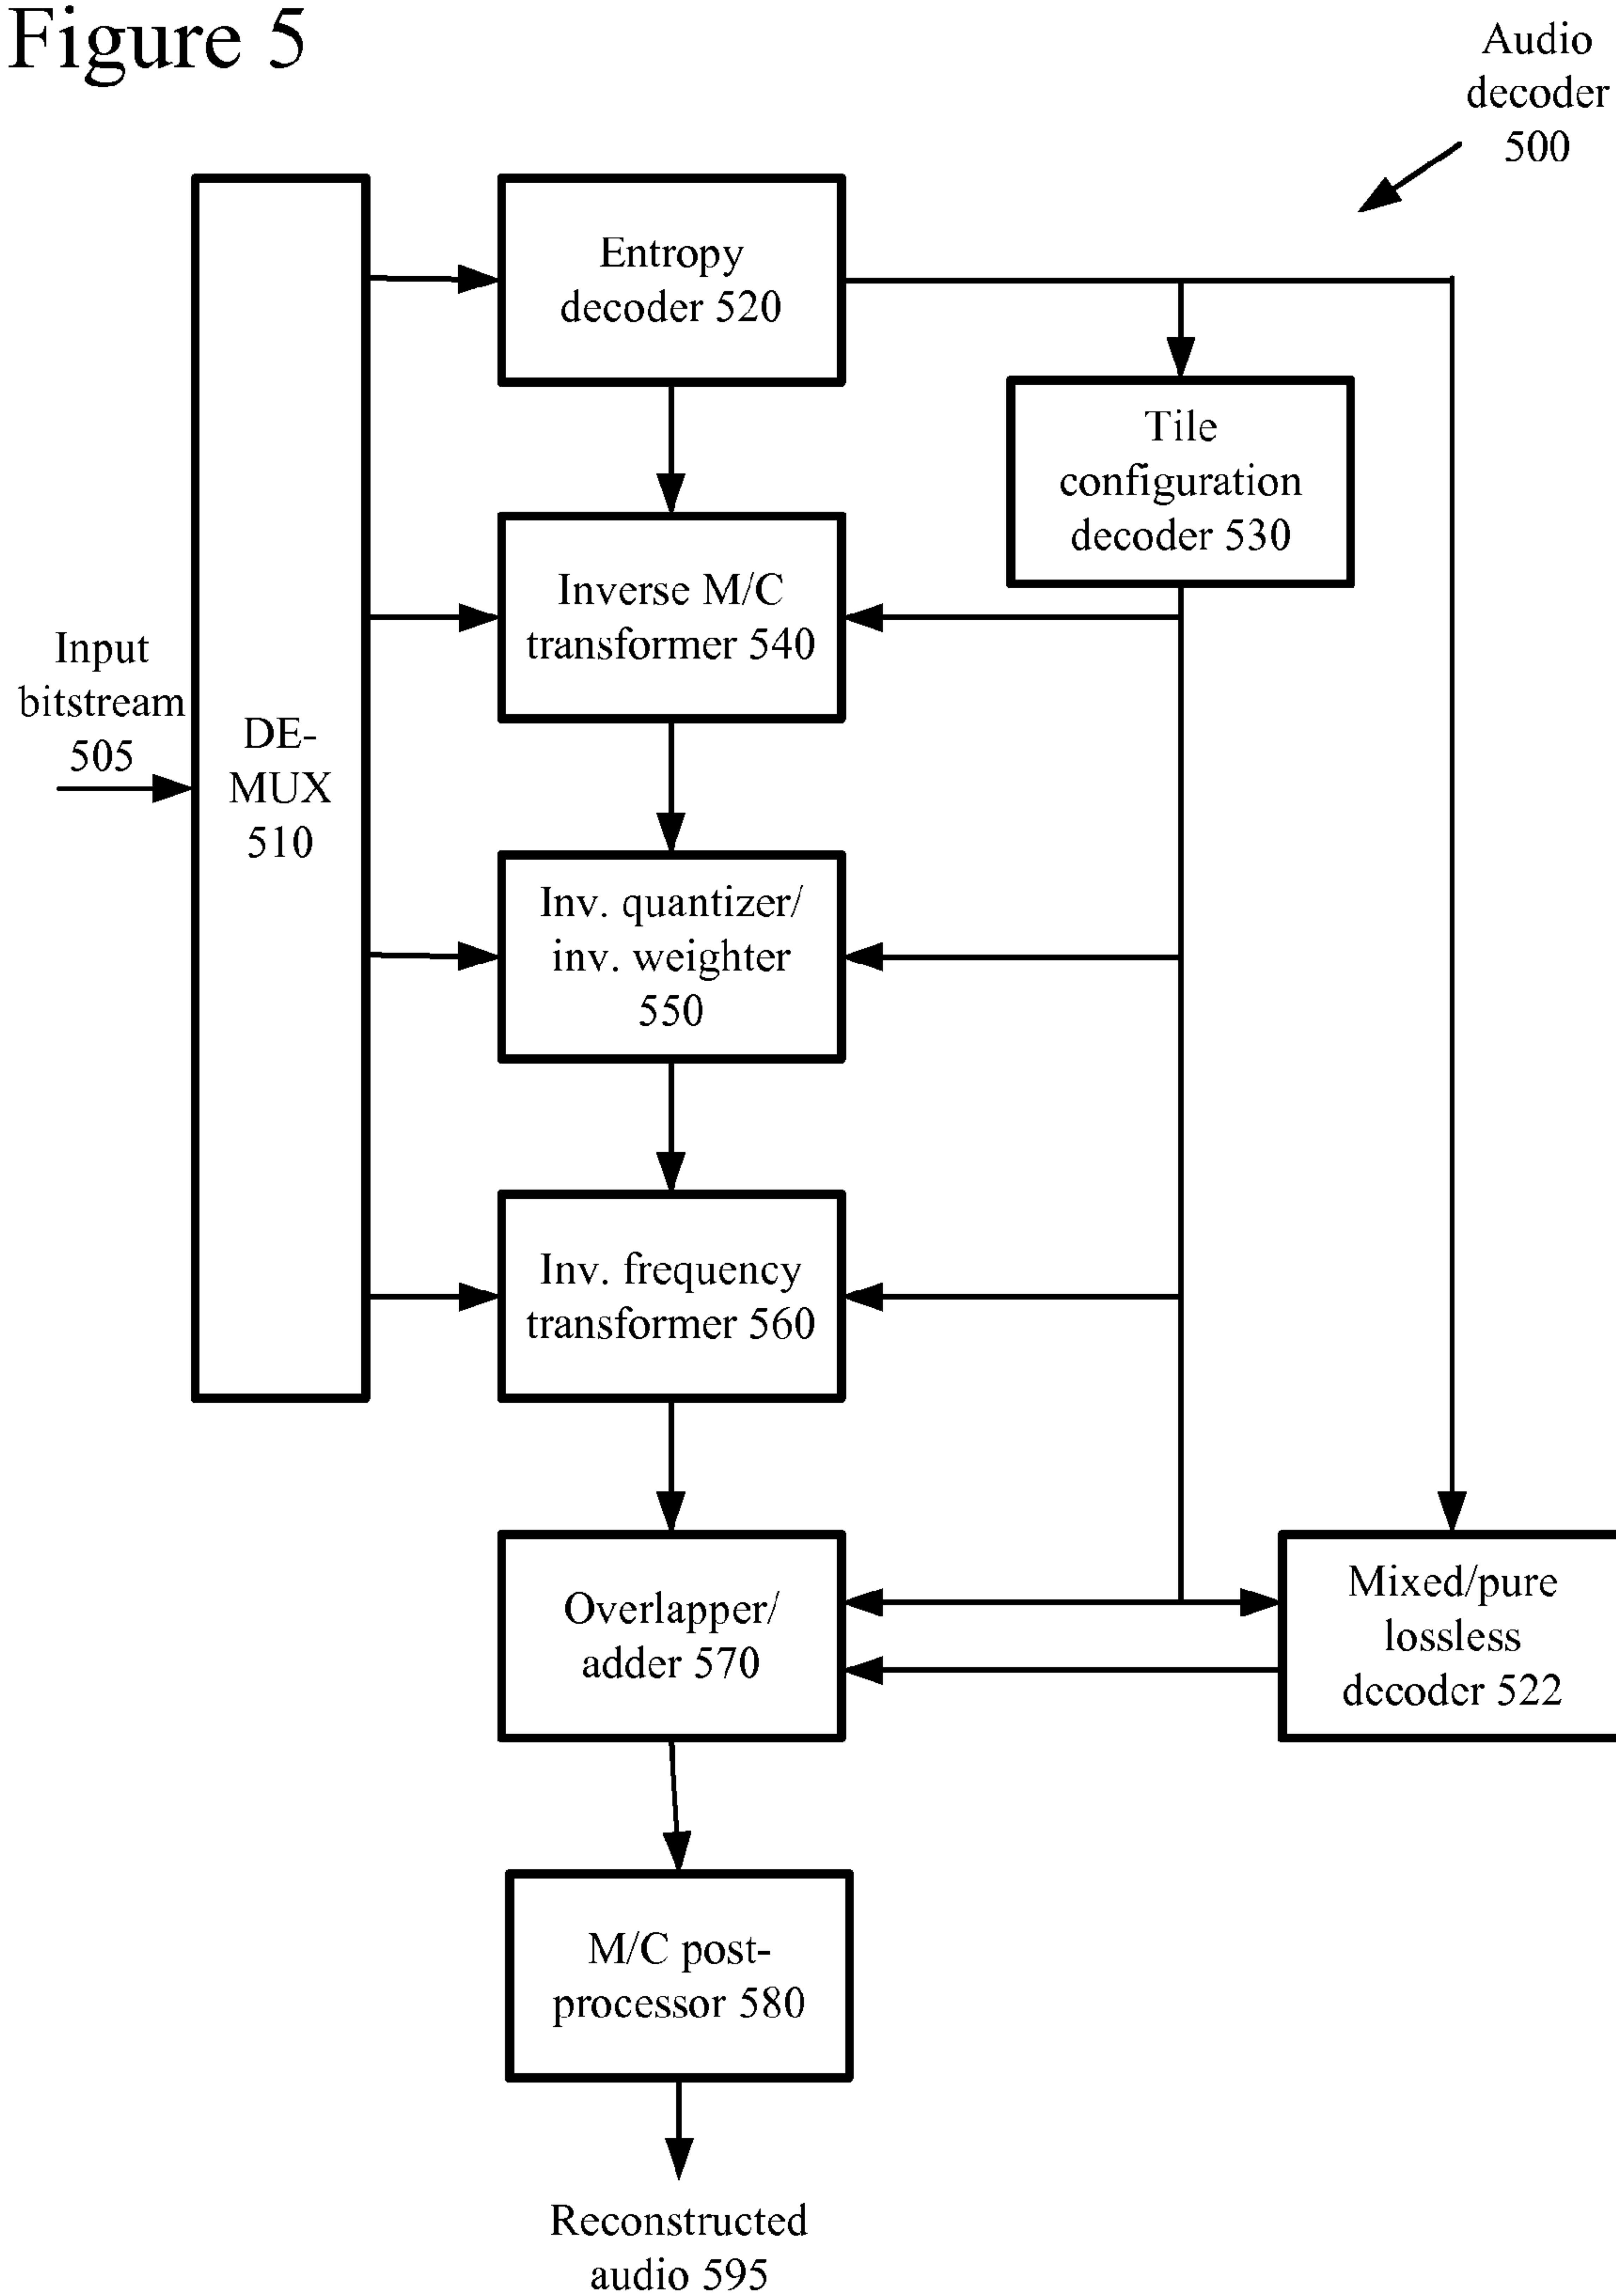 Figure 5
Audio
decoder
500
Entropy
decoder 520
Tile
configuration
decoder 530
Inverse M/C
transformer 540
Input
bitstream
505
DE-
MUX
510
Inv. quantizer/
inv. weighter
550
Inv. frequency
transformer 560
Overlapper/
adder 570
Mixed/pure
lossless
decoder 522
M/C post-
processor 580
Reconstructed
audio 595